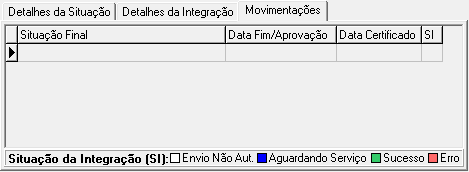 Detalhes da Situação Detalhes da Integração Movimentações
Situação Final Data Fim/Aprovação Data Certificado SI
Situação da Integração (SI): Envio Não Aut. Aguardando Serviço Sucesso Erro